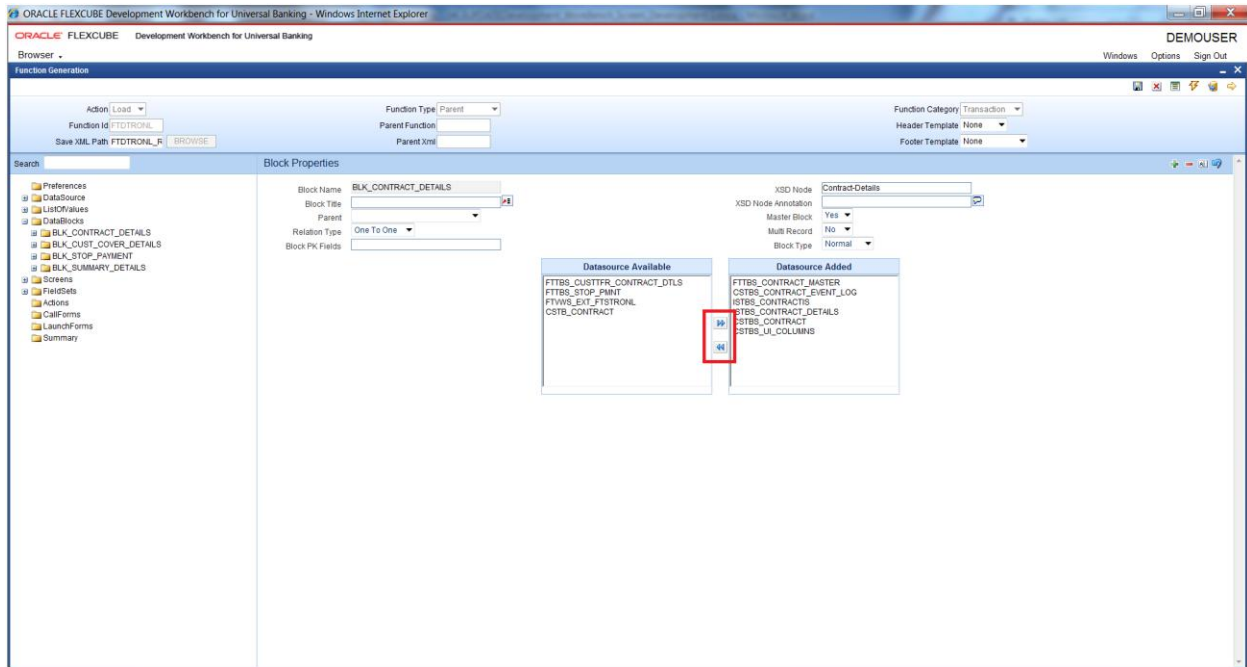 ORACLE FLEXCUBE Development Workbench for Universal Banking - Windows Internet Explorer
ORACLE FLEXCUBE Development Workbench for Universal Banking
DEMOUSER
Browser
Windows Options Sign Out
Function Generation
Action Load
Function Type Parent
Function Category Transaction
Function Id FTDTRONL
Parent Function
Header Template None
Save XML Path FTDTRONL_R BROWSE
Parent Xml
Footer Template None
Search
Block Properties
Preferences
DataSource
ListOfValues
DataBlocks
BLK_CONTRACT_DETAILS
BLK_CUST_COVER_DETAILS
BLK_STOP_PAYMENT
BLK_SUMMARY_DETAILS
Screens
FieldSets
Actions
CallForms
LaunchForms
Summary
Block Name BLK_CONTRACT_DETAILS
Block Title
Parent
Relation Type One To One
Block PK Fields
XSD Node Contract-Details
XSD Node Annotation
Master Block Yes
Multi Record No
Block Type Normal
Datasource Available
FTTBS_CUSTTFR_CONTRACT_DTLS
FTTBS_STOP_PMNT
FTVWS_EXT_FTSTRONL
CSTB_CONTRACT
Datasource Added
FTTBS_CONTRACT_MASTER
CSTBS_CONTRACT_EVENT_LOG
ISTBS_CONTRACTIS
ISTBS_CONTRACT_DETAILS
CSTBS_CONTRACT
CSTBS_UI_COLUMNS